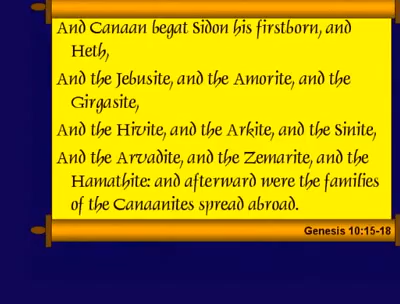 And Canaan begat Sidon his firstborn, and
Heth,
And the Jebusite, and the Amorite, and the
Girgasite,
And the Hivite, and the Arkite, and the Sinite,
And the Arvadite, and the Zemarite, and the
Hamathite: and afterward were the families
of the Canaanites spread abroad.
Genesis 10:15-18